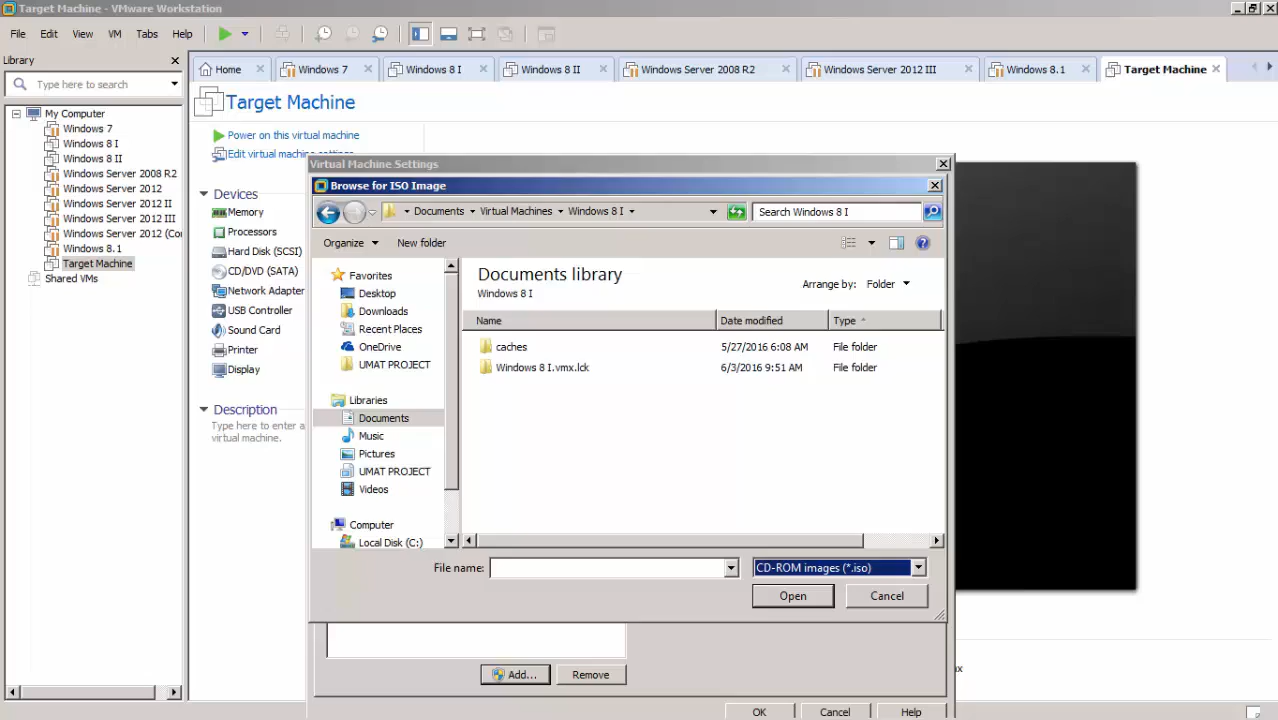 Target Machine - VMware Workstation
File Edit View VM Tabs Help
Library
Type here to search
My Computer
Windows 7
Windows 8 I
Windows 8 II
Windows Server 2008 R2
Windows Server 2012
Windows Server 2012 II
Windows Server 2012 III
Windows Server 2012 (Co
Windows 8.1
Target Machine
Shared VMs
Home
Windows 7
Windows 8 I
Windows 8 II
Windows Server 2008 R2
Windows Server 2012 III
Windows 8.1
Target Machine
Target Machine
Power on this virtual machine
Edit virtual machine settings
Devices
Memory
Processors
Hard Disk (SCSI)
CD/DVD (SATA)
Network Adapter
USB Controller
Sound Card
Printer
Display
Description
Type here to enter a
virtual machine.
Virtual Machine Settings
Browse for ISO Image
Documents Virtual Machines Windows 8 I
Search Windows 8 I
Organize New folder
Favorites
Desktop
Downloads
Recent Places
OneDrive
UMAT PROJECT
Libraries
Documents
Music
Pictures
UMAT PROJECT
Videos
Computer
Local Disk (C:)
Documents library
Windows 8 I
Arrange by: Folder
Name Date modified Type
caches 5/27/2016 6:08 AM File folder
Windows 8 I.vmx.lck 6/3/2016 9:51 AM File folder
File name:
CD-ROM images (*.iso)
Open Cancel
Add... Remove
OK Cancel Help